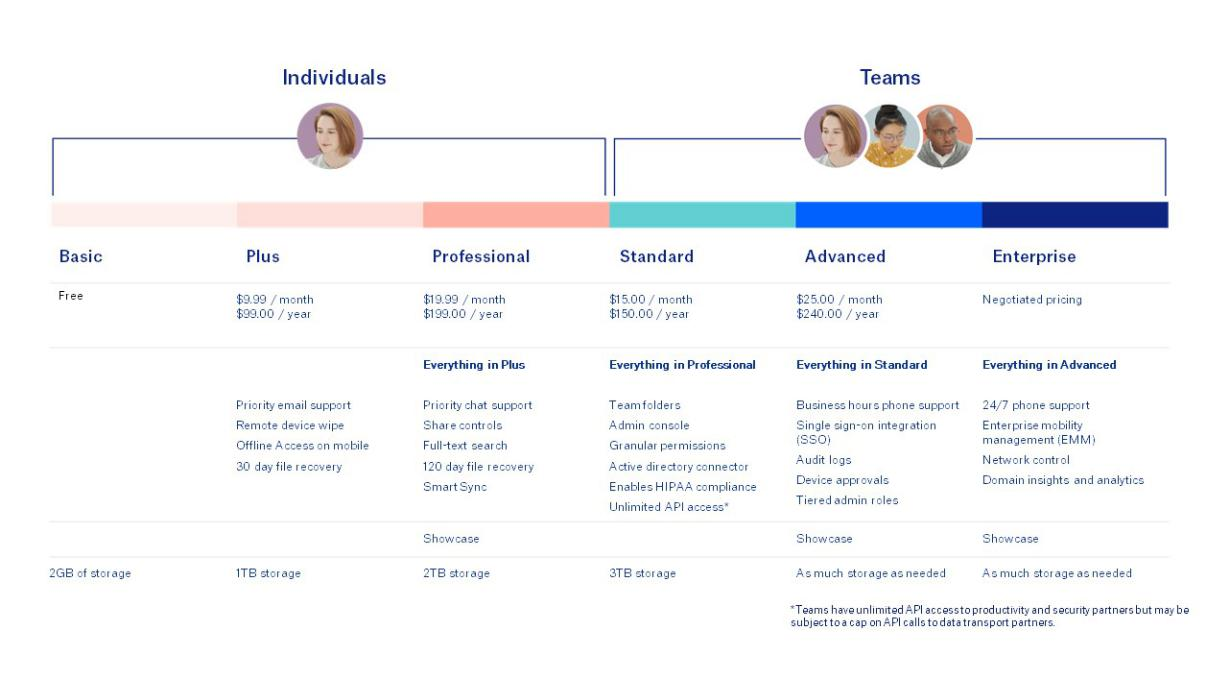 Individuals
Teams
Basic
Plus
Professional
Standard
Advanced
Enterprise
Free
$9.99 / month
$99.00 / year
$19.99 / month
$199.00 / year
$15.00 / month
$150.00 / year
$25.00 / month
$240.00 / year
Negotiated pricing
Everything in Plus
Everything in Professional
Everything in Standard
Everything in Advanced
Priority email support
Remote device wipe
Offline Access on mobile
30 day file recovery
Priority chat support
Share controls
Full-text search
120 day file recovery
Smart Sync
Team folders
Admin console
Granular permissions
Active directory connector
Enables HIPAA compliance
Unlimited API access*
Business hours phone support
Single sign-on integration
(SSO)
Audit logs
Device approvals
Tiered admin roles
24/7 phone support
Enterprise mobility
management (EMM)
Network control
Domain insights and analytics
Showcase
Showcase
Showcase
2GB of storage
1TB storage
2TB storage
3TB storage
As much storage as needed
As much storage as needed
*Teams have unlimited API access to productivity and security partners but may be
subject to a cap on API calls to data transport partners.